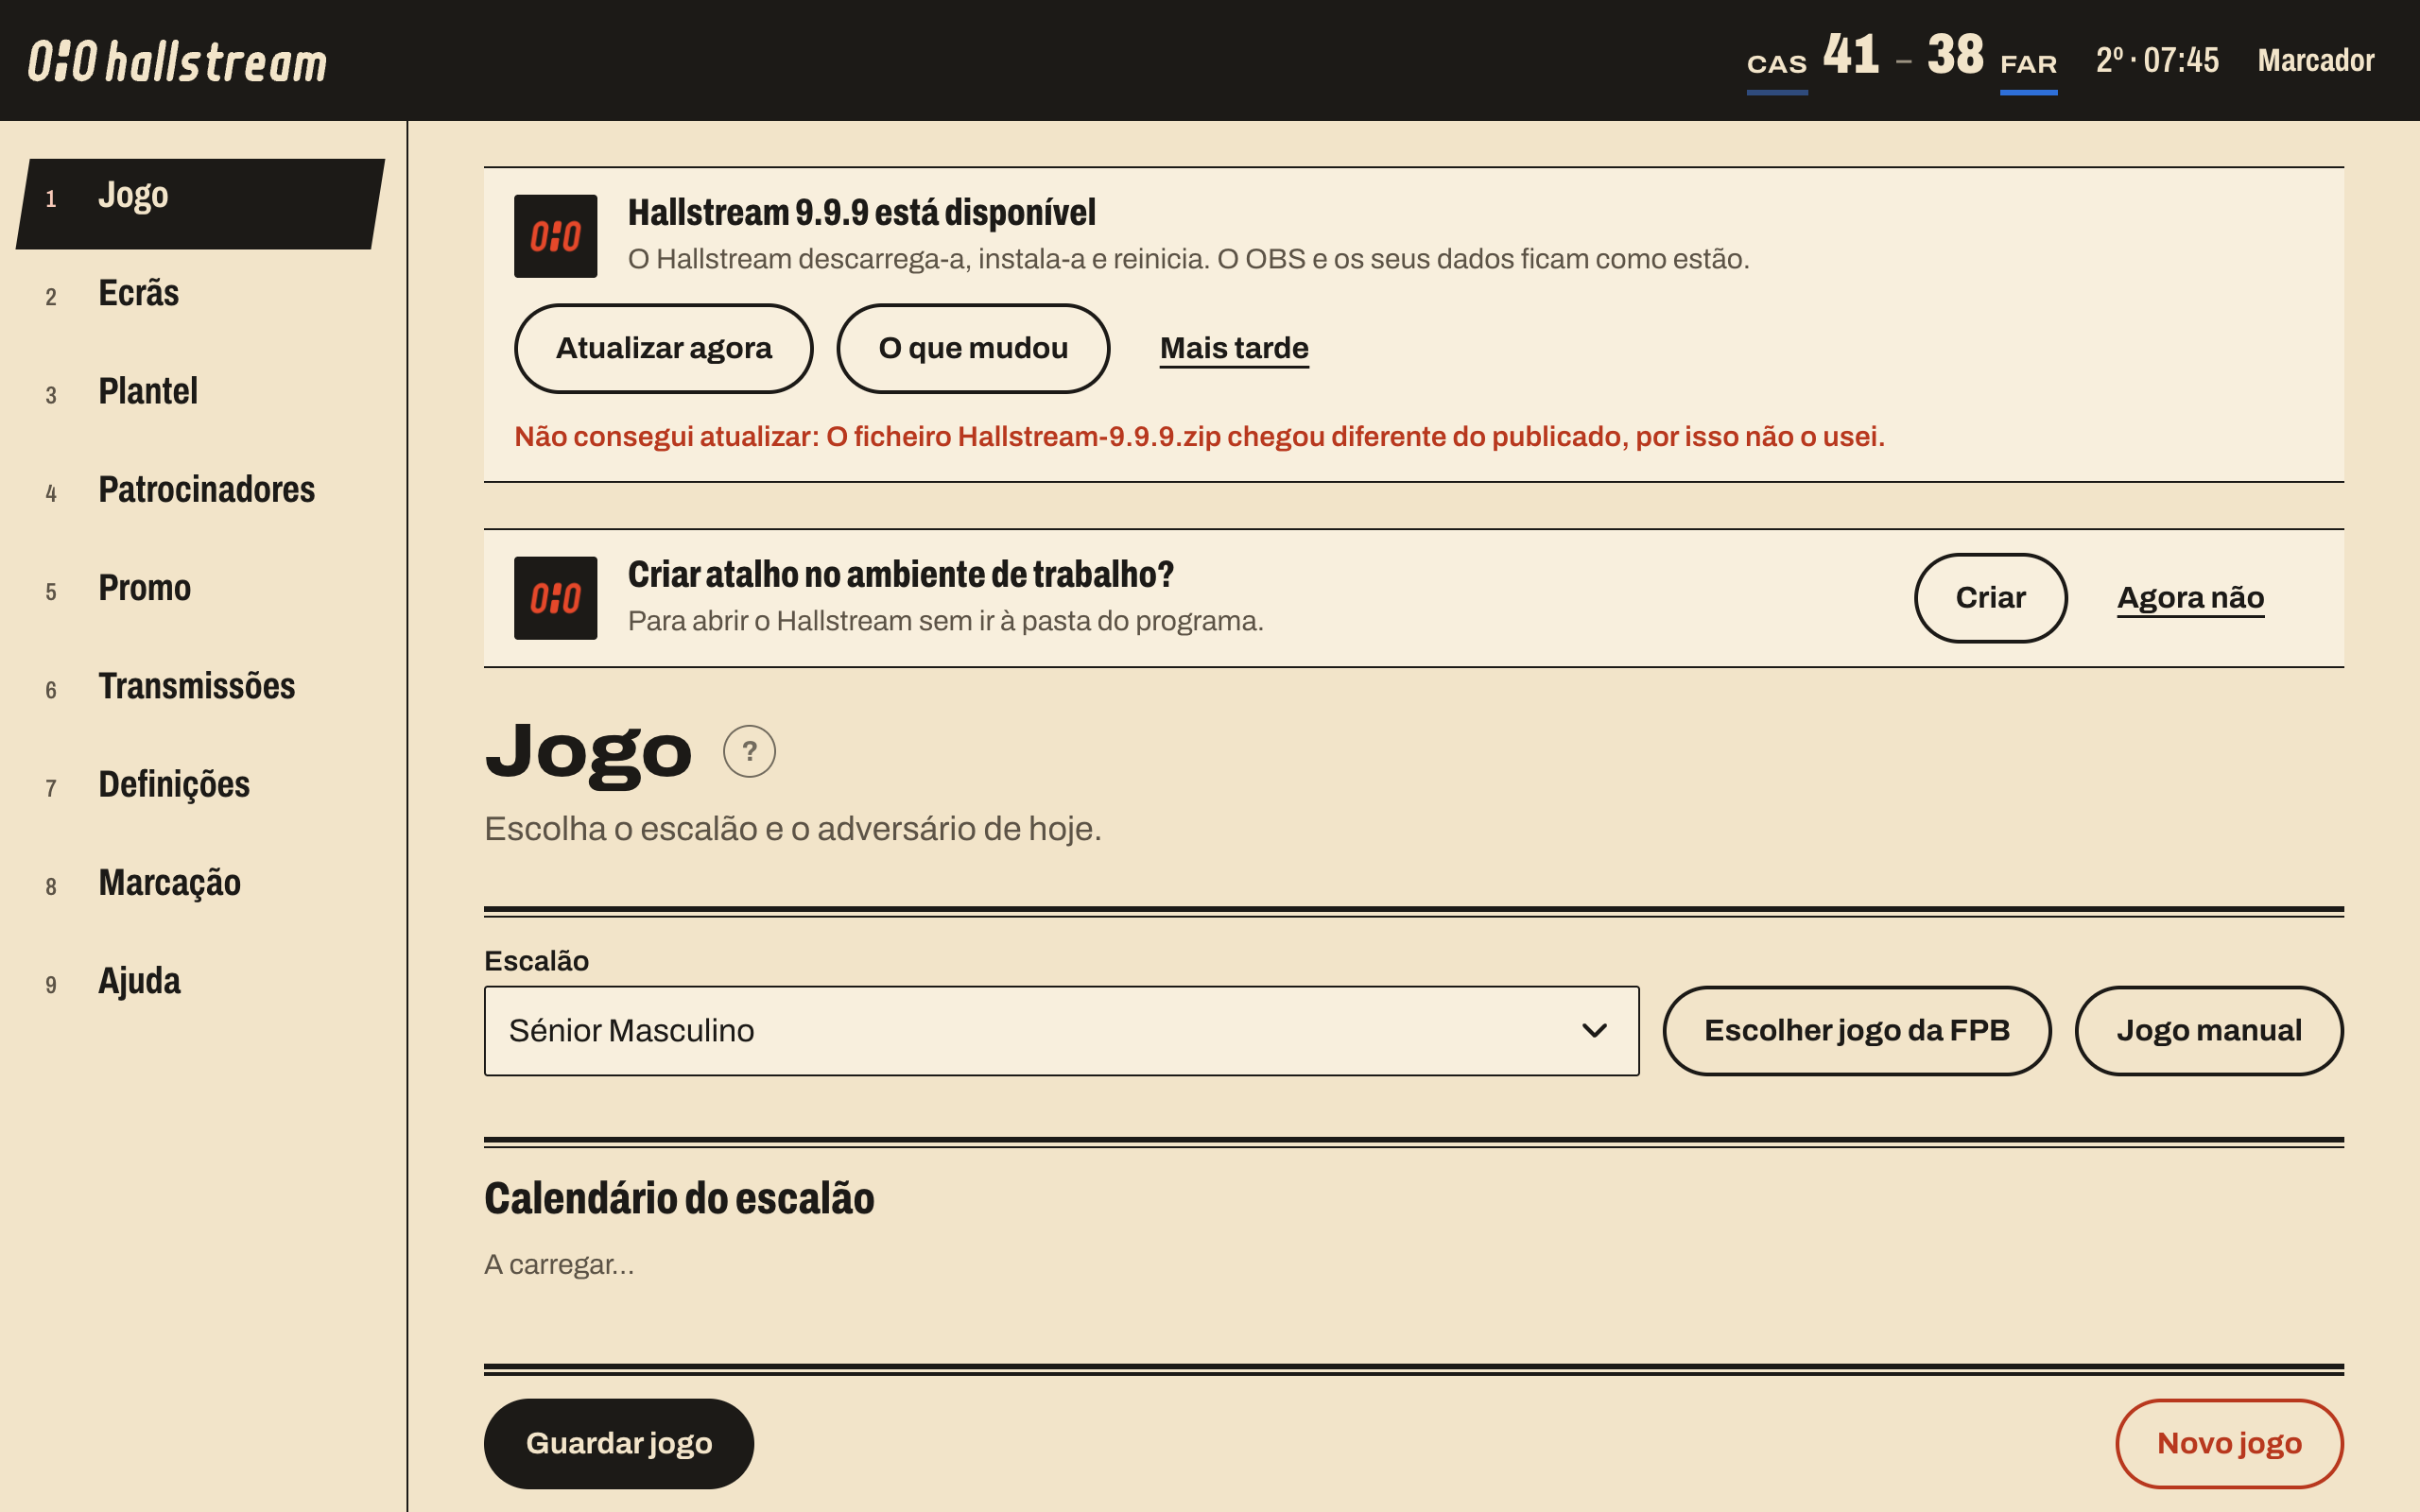 0:0 hallstream
CAS 41 – 38 FAR 2º · 07:45 Marcador
1 Jogo
2 Ecrãs
3 Plantel
4 Patrocinadores
5 Promo
6 Transmissões
7 Definições
8 Marcação
9 Ajuda
0:0
Hallstream 9.9.9 está disponível
O Hallstream descarrega-a, instala-a e reinicia. O OBS e os seus dados ficam como estão.
Atualizar agora O que mudou Mais tarde
Não consegui atualizar: O ficheiro Hallstream-9.9.9.zip chegou diferente do publicado, por isso não o usei.
0:0
Criar atalho no ambiente de trabalho?
Para abrir o Hallstream sem ir à pasta do programa.
Criar Agora não
Jogo ?
Escolha o escalão e o adversário de hoje.
Escalão
Sénior Masculino Escolher jogo da FPB Jogo manual
Calendário do escalão
A carregar...
Guardar jogo Novo jogo